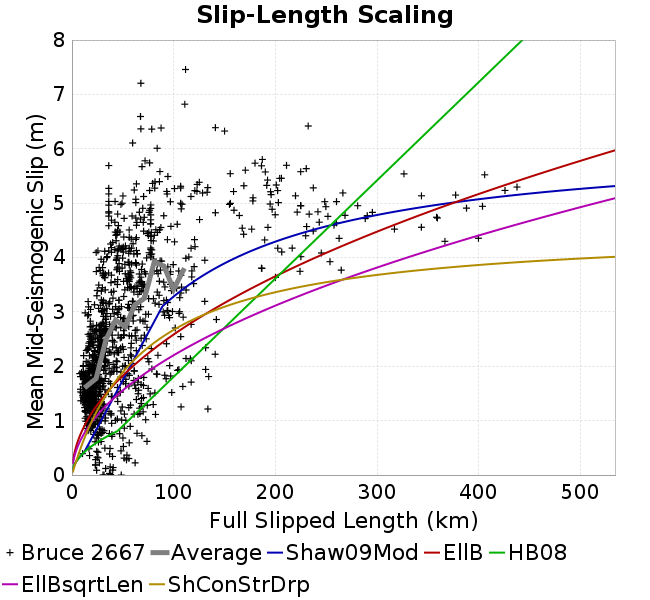 Slip-Length Scaling
Mean Mid-Seismogenic Slip (m)
8
7
6
5
4
3
2
1
0
0 100 200 300 400 500
Full Slipped Length (km)
Bruce 2667 Average Shaw09Mod EllB HB08
EllBsqrtLen ShConStrDrp